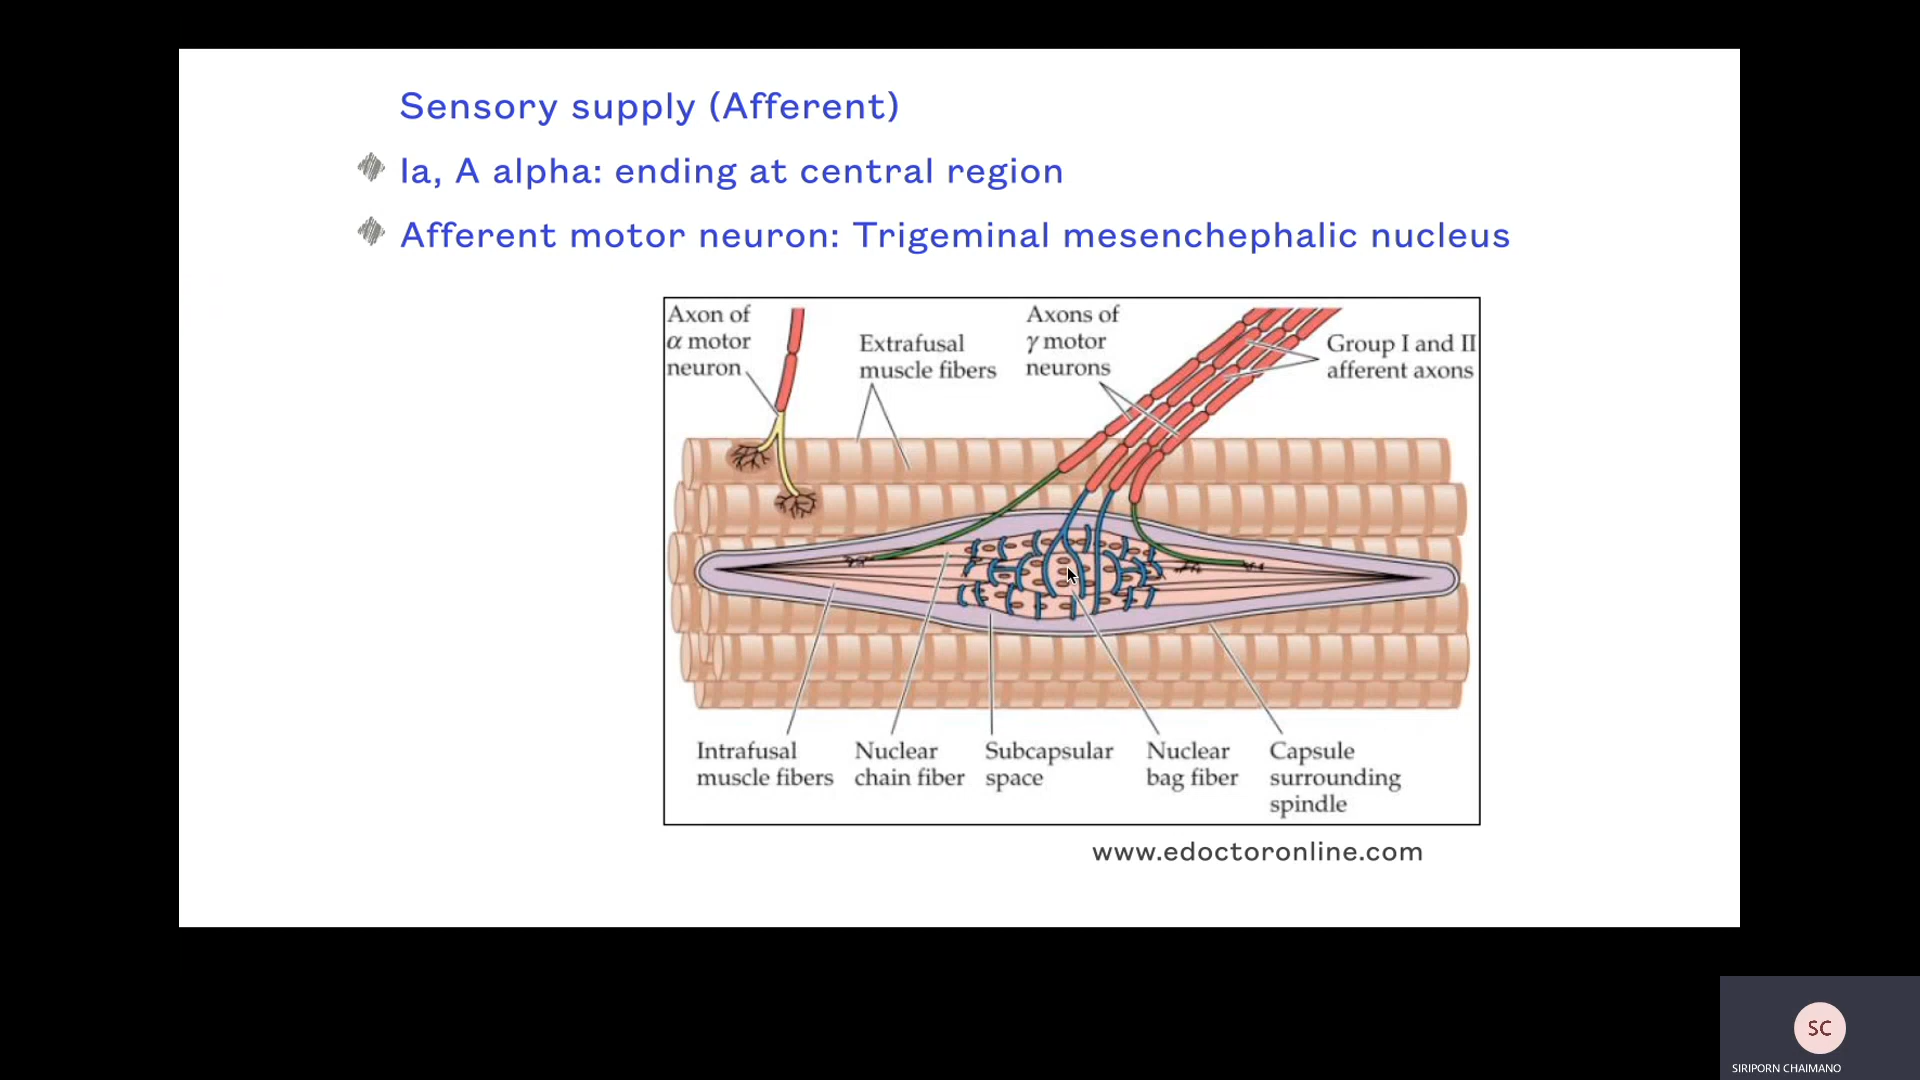 Sensory supply (Afferent)
Ia, A alpha: ending at central region
Afferent motor neuron: Trigeminal mesenchephalic nucleus
Axon of
α motor
neuron
Extrafusal
muscle fibers
Axons of
γ motor
neurons
Group I and II
afferent axons
Intrafusal
muscle fibers
Nuclear
chain fiber
Subcapsular
space
Nuclear
bag fiber
Capsule
surrounding
spindle
www.edoctoronline.com
SC
SIRIPORN CHAIMANO